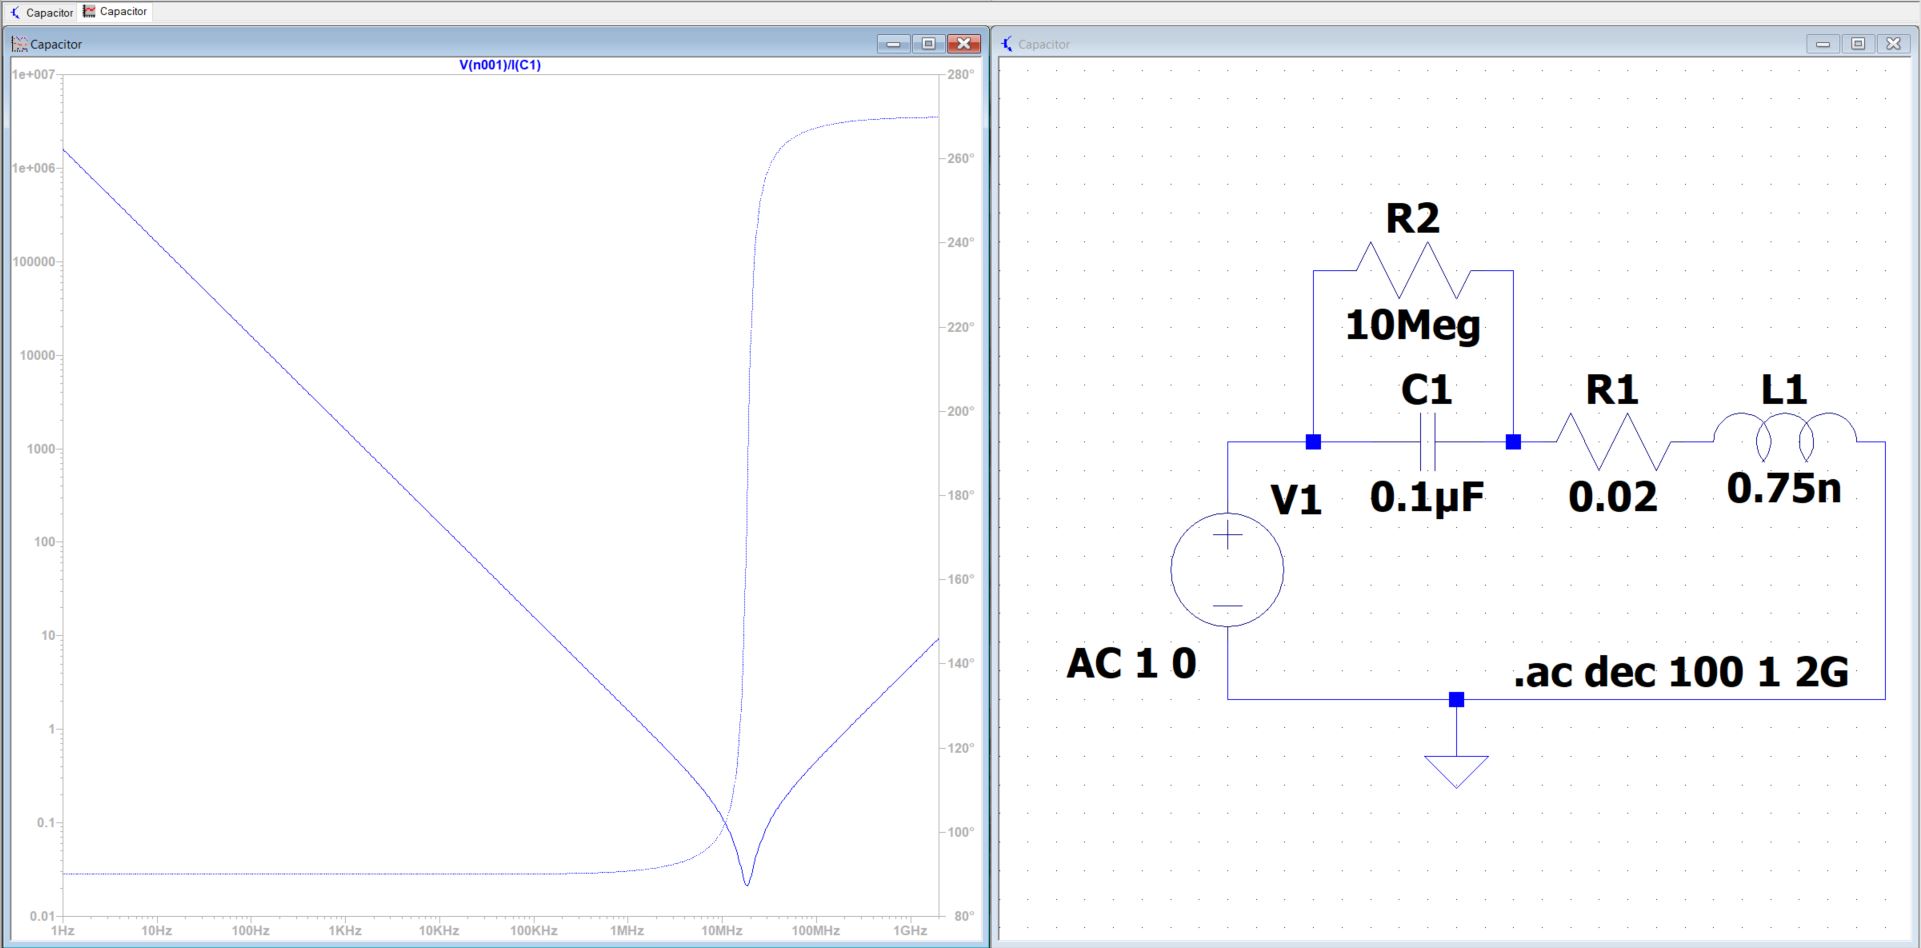 Capacitor
Capacitor
Capacitor
V(n001)/I(C1)
1e+007
1e+006
100000
10000
1000
100
10
1
0.1
0.01
280°
260°
240°
220°
200°
180°
160°
140°
120°
100°
80°
1Hz 10Hz 100Hz 1KHz 10KHz 100KHz 1MHz 10MHz 100MHz 1GHz
Capacitor
R2
10Meg
C1 R1 L1
V1 0.1µF 0.02 0.75n
AC 1 0
.ac dec 100 1 2G